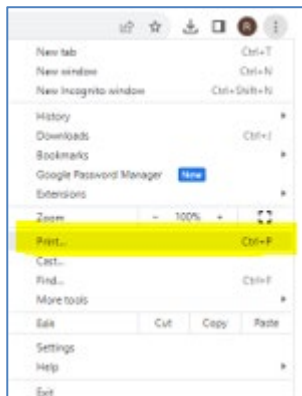 R
New tab Ctrl+T
New window Ctrl+N
New Incognito window Ctrl+Shift+N
History
Downloads Ctrl+J
Bookmarks
Google Password Manager New
Extensions
Zoom - 100% +
Print... Ctrl+P
Cast...
Find... Ctrl+F
More tools
Edit Cut Copy Paste
Settings
Help
Exit